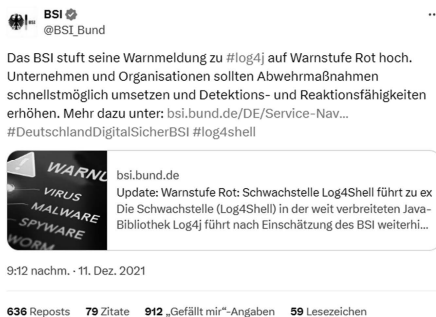 BSI
@BSI_Bund
Das BSI stuft seine Warnmeldung zu #log4j auf Warnstufe Rot hoch.
Unternehmen und Organisationen sollten Abwehrmaßnahmen
schnellstmöglich umsetzen und Detektions- und Reaktionsfähigkeiten
erhöhen. Mehr dazu unter: bsi.bund.de/DE/Service-Nav…
#DeutschlandDigitalSicherBSI #log4shell
WARNU
VIRUS
MALWARE
SPYWARE
WORM
bsi.bund.de
Update: Warnstufe Rot: Schwachstelle Log4Shell führt zu ex
Die Schwachstelle (Log4Shell) in der weit verbreiteten Java-
Bibliothek Log4j führt nach Einschätzung des BSI weiterhi...
9:12 nachm. · 11. Dez. 2021
636 Reposts 79 Zitate 912 „Gefällt mir“-Angaben 59 Lesezeichen